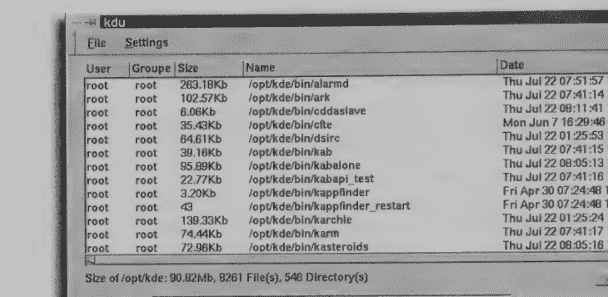 kdu
File Settings
User Groupe Size Name Date
root root 263.18Kb /opt/kde/bin/alarmd Thu Jul 22 07:51:57
root root 102.57Kb /opt/kde/bin/ark Thu Jul 22 07:41:14
root root 6.06Kb /opt/kde/bin/cddaslave Thu Jul 22 08:11:41
root root 35.43Kb /opt/kde/bin/cfte Mon Jun 7 16:29:46
root root 64.61Kb /opt/kde/bin/dsirc Thu Jul 22 01:25:53
root root 39.16Kb /opt/kde/bin/kab Thu Jul 22 07:41:15
root root 95.89Kb /opt/kde/bin/kabalone Thu Jul 22 08:05:13
root root 22.77Kb /opt/kde/bin/kabapi_test Thu Jul 22 07:41:16
root root 3.20Kb /opt/kde/bin/kappfinder Fri Apr 30 07:24:48 1
root root 43 /opt/kde/bin/kappfinder_restart Fri Apr 30 07:24:48 1
root root 139.33Kb /opt/kde/bin/karchie Thu Jul 22 01:25:24
root root 74.44Kb /opt/kde/bin/karm Thu Jul 22 07:41:17
root root 72.96Kb /opt/kde/bin/kasteroids Thu Jul 22 08:05:16
Size of /opt/kde: 90.82Mb, 8261 File(s), 546 Directory(s)